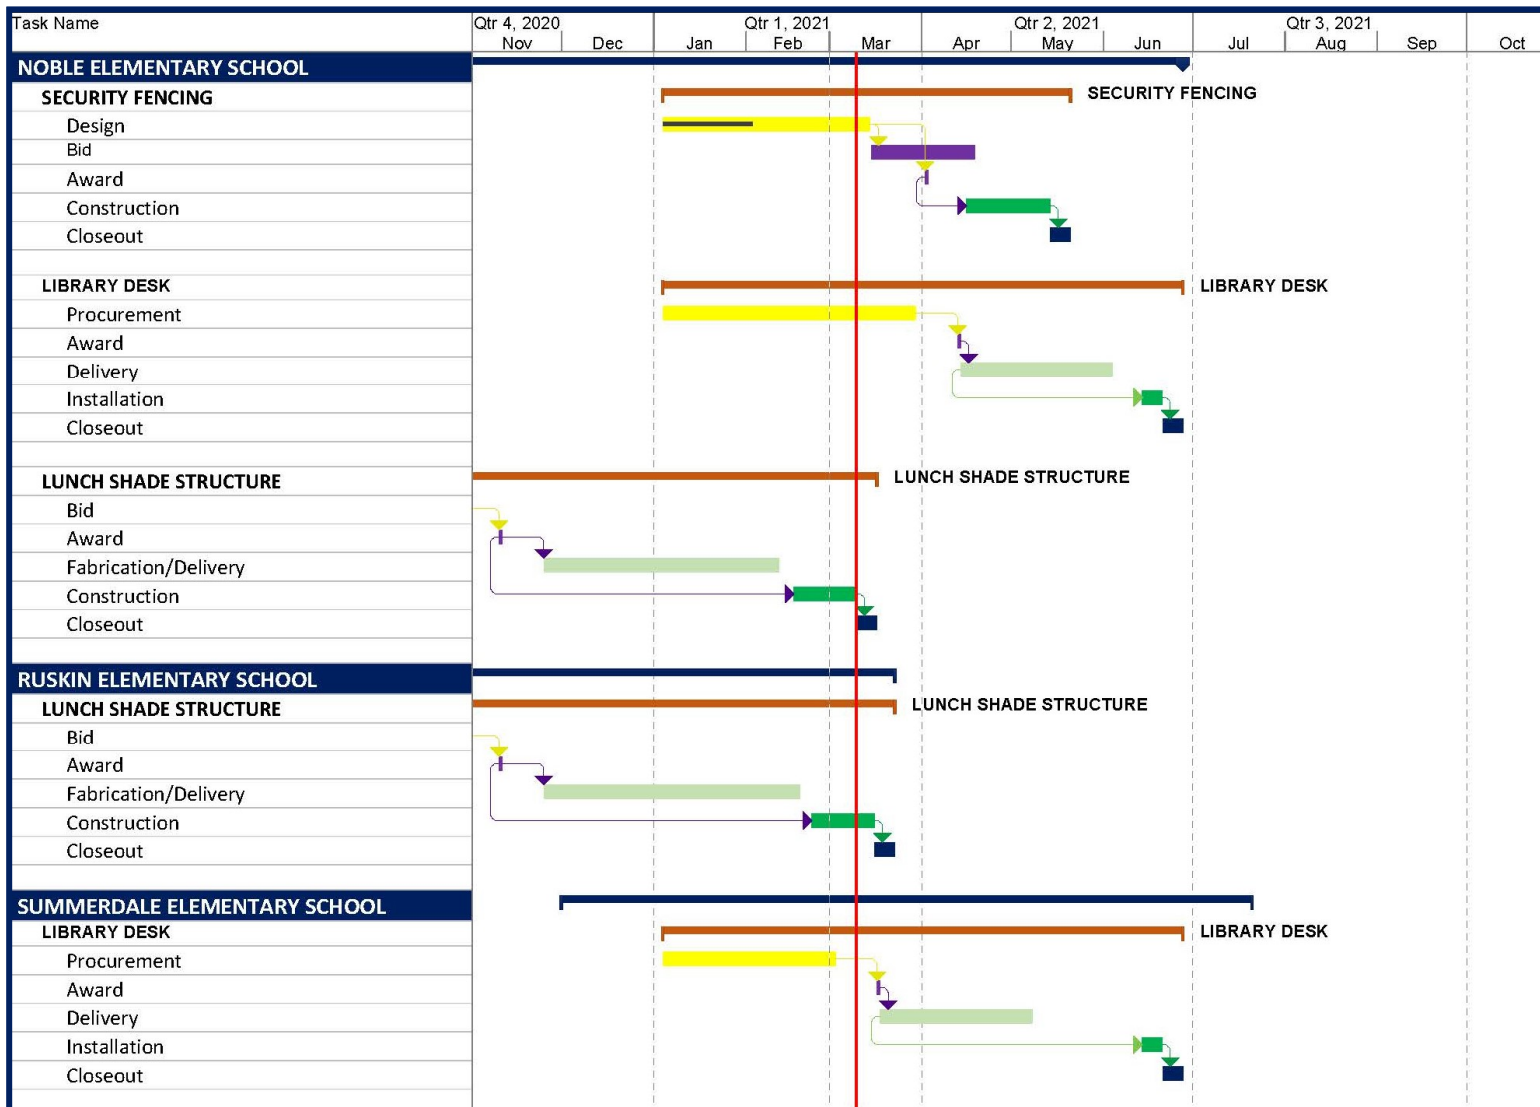 Task Name Qtr 4, 2020 Qtr 1, 2021 Qtr 2, 2021 Qtr 3, 2021
Nov Dec Jan Feb Mar Apr May Jun Jul Aug Sep Oct
NOBLE ELEMENTARY SCHOOL
SECURITY FENCING SECURITY FENCING
Design
Bid
Award
Construction
Closeout
LIBRARY DESK LIBRARY DESK
Procurement
Award
Delivery
Installation
Closeout
LUNCH SHADE STRUCTURE LUNCH SHADE STRUCTURE
Bid
Award
Fabrication/Delivery
Construction
Closeout
RUSKIN ELEMENTARY SCHOOL
LUNCH SHADE STRUCTURE LUNCH SHADE STRUCTURE
Bid
Award
Fabrication/Delivery
Construction
Closeout
SUMMERDALE ELEMENTARY SCHOOL
LIBRARY DESK LIBRARY DESK
Procurement
Award
Delivery
Installation
Closeout